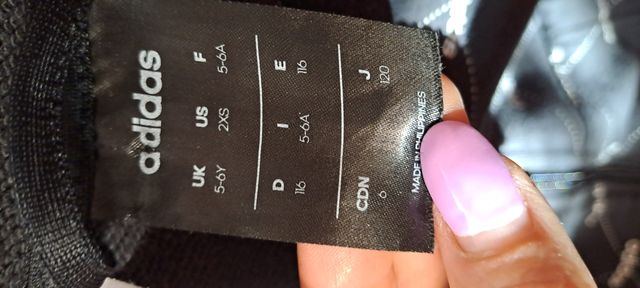 adidas
UK US F
5-6Y 2XS 5-6A
D I E
116 5-6A 116
CDN J
6 120
MADE IN PHILIPPINES